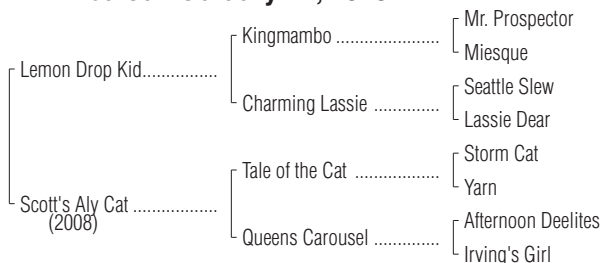 Mr. Prospector
Kingmambo ..................
Miesque
Lemon Drop Kid...............
Seattle Slew
Charming Lassie ...............
Lassie Dear
Storm Cat
Tale of the Cat ..................
Yarn
Scott's Aly Cat .................
(2008)
Afternoon Deelites
Queens Carousel ...............
Irving's Girl